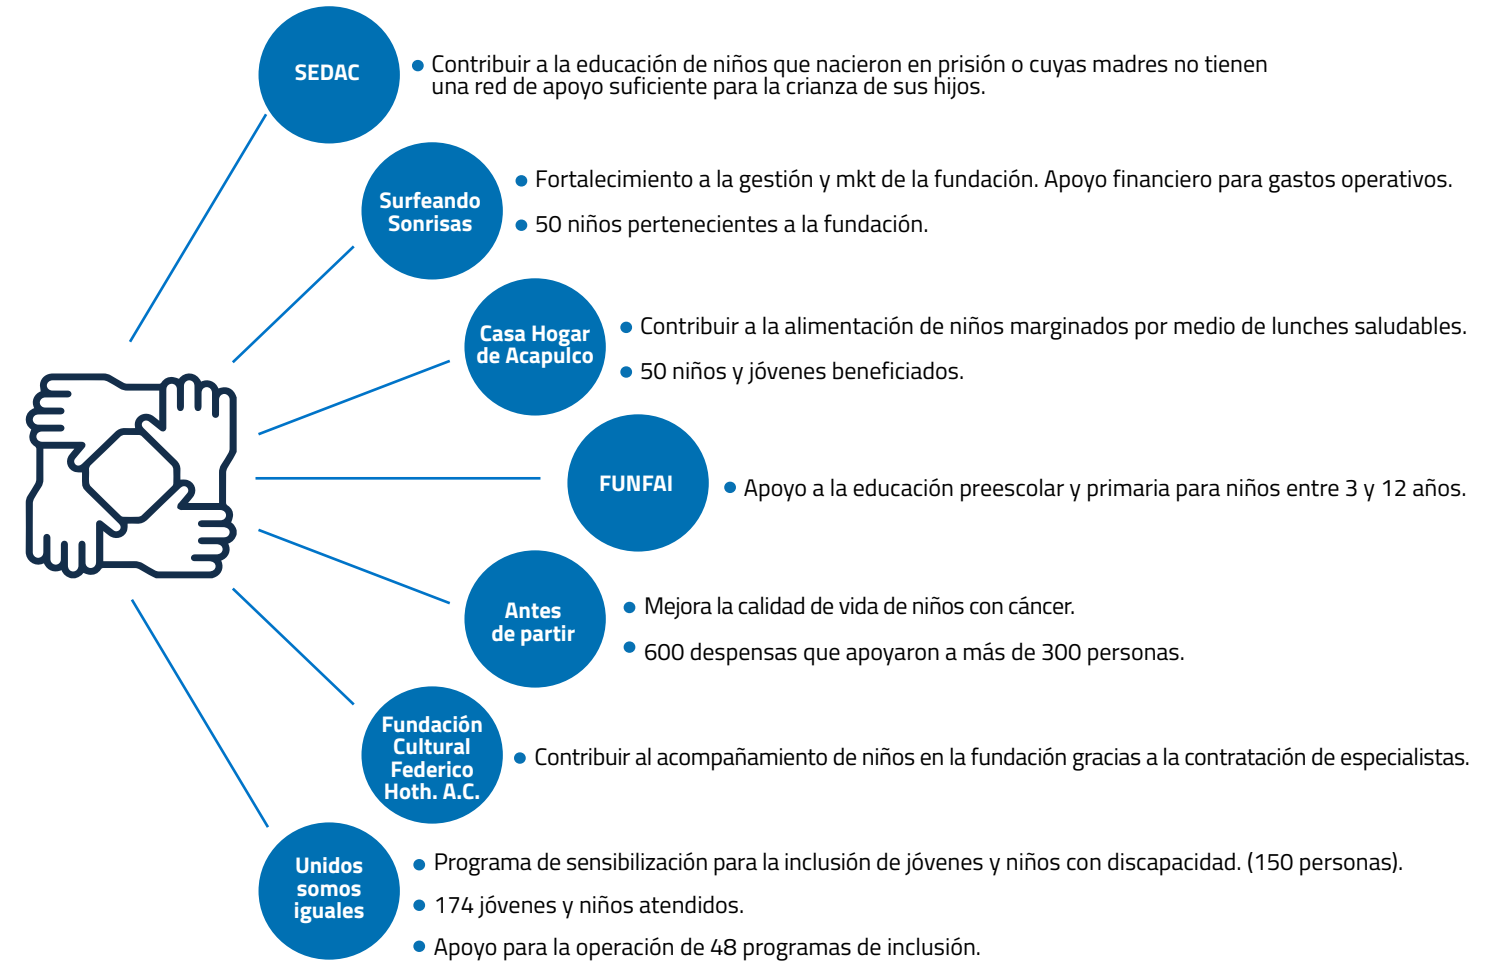 SEDAC
Contribuir a la educación de niños que nacieron en prisión o cuyas madres no tienen
una red de apoyo suficiente para la crianza de sus hijos.
Surfeando
Sonrisas
Fortalecimiento a la gestión y mkt de la fundación. Apoyo financiero para gastos operativos.
50 niños pertenecientes a la fundación.
Casa Hogar
de Acapulco
Contribuir a la alimentación de niños marginados por medio de lunches saludables.
50 niños y jóvenes beneficiados.
FUNFAI
Apoyo a la educación preescolar y primaria para niños entre 3 y 12 años.
Antes
de partir
Mejora la calidad de vida de niños con cáncer.
600 despensas que apoyaron a más de 300 personas.
Fundación
Cultural
Federico
Hoth. A.C.
Contribuir al acompañamiento de niños en la fundación gracias a la contratación de especialistas.
Unidos
somos
iguales
Programa de sensibilización para la inclusión de jóvenes y niños con discapacidad. (150 personas).
174 jóvenes y niños atendidos.
Apoyo para la operación de 48 programas de inclusión.